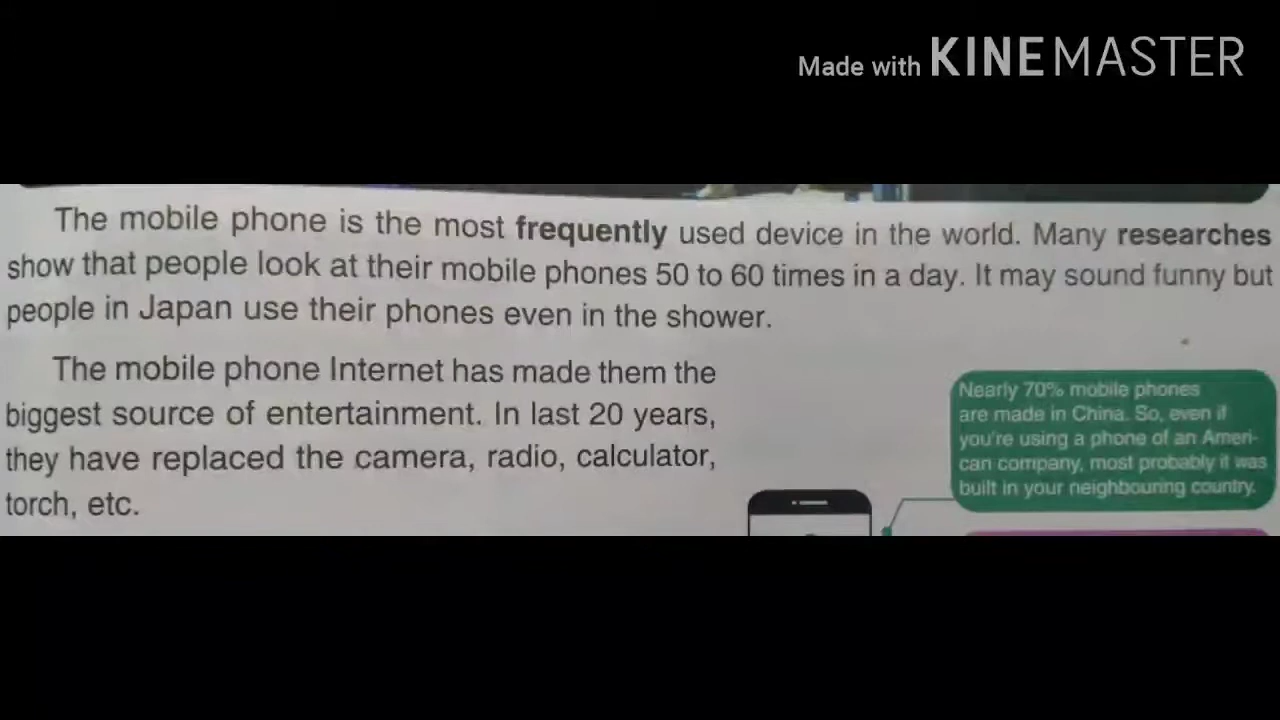 Made with KINEMASTER
The mobile phone is the most frequently used device in the world. Many researches
show that people look at their mobile phones 50 to 60 times in a day. It may sound funny but
people in Japan use their phones even in the shower.
The mobile phone Internet has made them the
biggest source of entertainment. In last 20 years,
they have replaced the camera, radio, calculator,
torch, etc.
Nearly 70% mobile phones
are made in China. So, even if
you're using a phone of an Ameri-
can company, most probably it was
built in your neighbouring country.